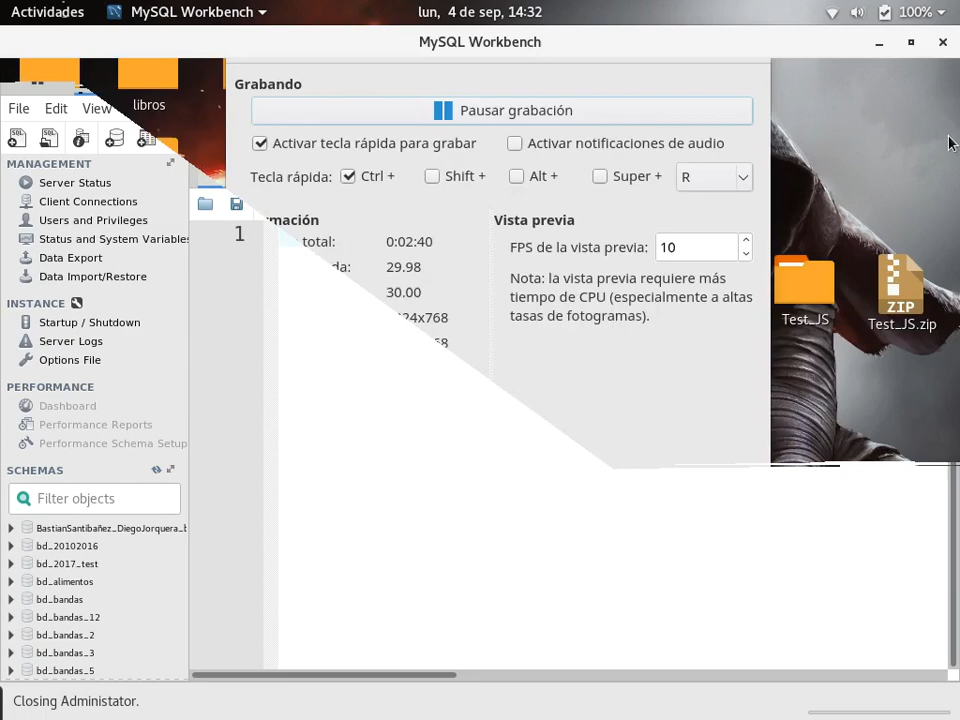 Actividades
MySQL Workbench
lun, 4 de sep, 14:32
100%
MySQL Workbench
File Edit View
libros
Grabando
Pausar grabación
Activar tecla rápida para grabar
Activar notificaciones de audio
Tecla rápida:
Ctrl +
Shift +
Alt +
Super +
R
MANAGEMENT
Server Status
Client Connections
Users and Privileges
Status and System Variables
Data Export
Data Import/Restore
INSTANCE
Startup / Shutdown
Server Logs
Options File
PERFORMANCE
Dashboard
Performance Reports
Performance Schema Setup
SCHEMAS
Filter objects
BastianSantibañez_DiegoJorquera_b
bd_20102016
bd_2017_test
bd_alimentos
bd_bandas
bd_bandas_12
bd_bandas_2
bd_bandas_3
bd_bandas_5
1
rmación
total:
0:02:40
da:
29.98
30.00
24x768
Vista previa
FPS de la vista previa:
10
Nota: la vista previa requiere más
tiempo de CPU (especialmente a altas
tasas de fotogramas).
Test_JS
ZIP
Test_JS.zip
Closing Administator.